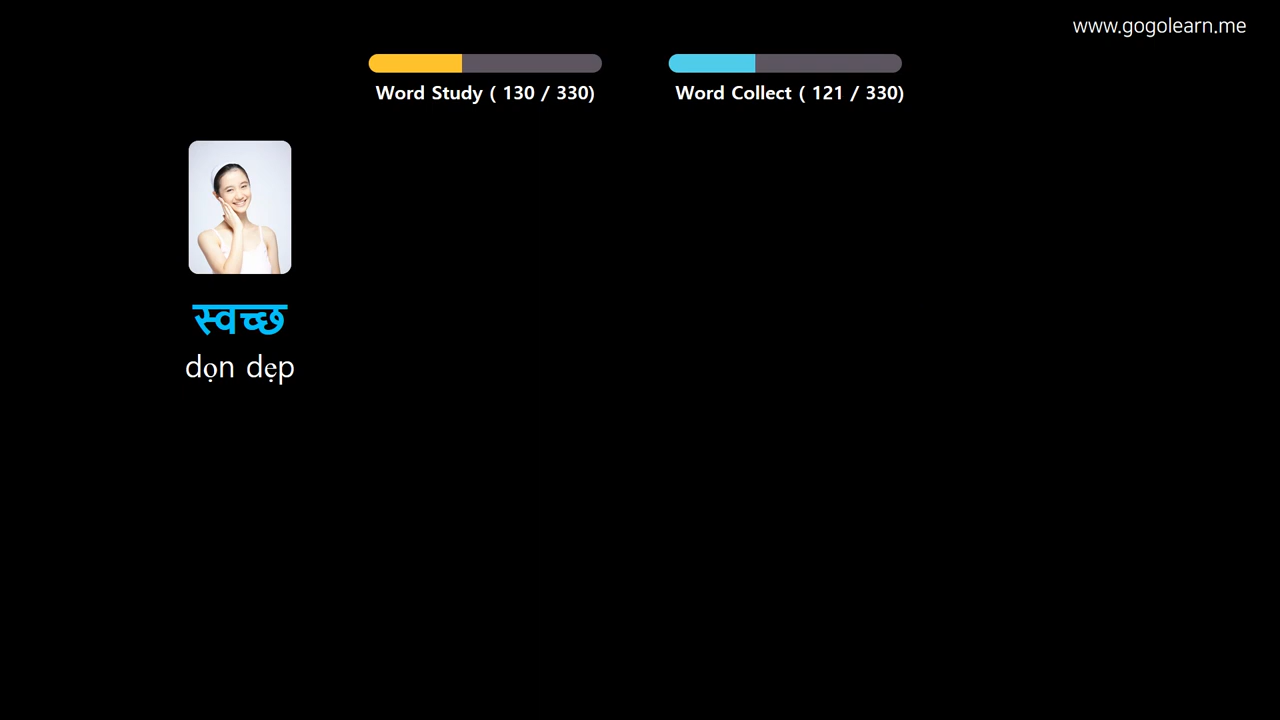 www.gogolearn.me
Word Study ( 130 / 330)
Word Collect ( 121 / 330)
स्वच्छ
dọn dẹp